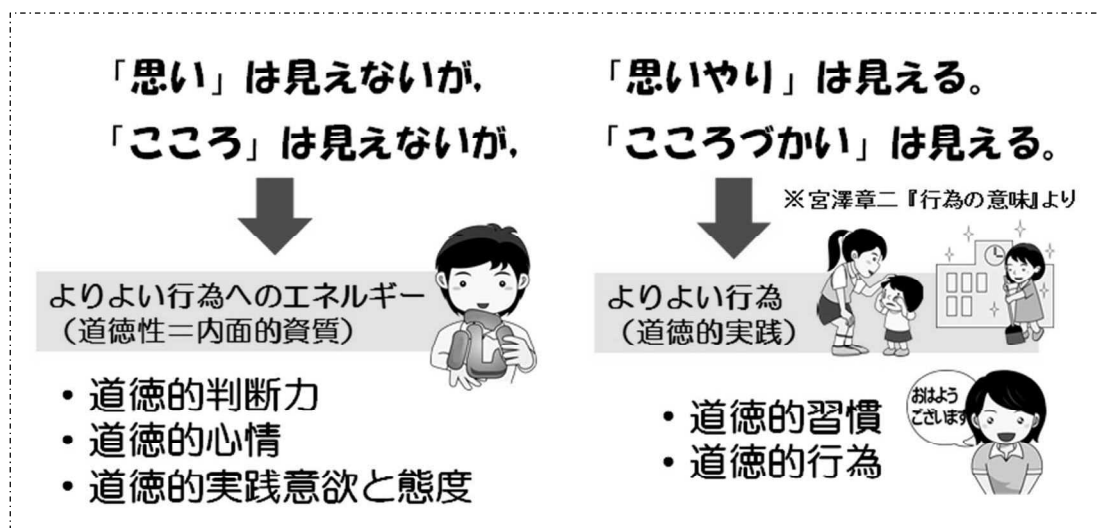 「思い」は見えないが,
「こころ」は見えないが,
よりよい行為へのエネルギー
(道徳性＝内面的資質)
・道徳的判断力
・道徳的心情
・道徳的実践意欲と態度
「思いやり」は見える。
「こころづかい」は見える。
※宮澤章二『行為の意味』より
よりよい行為
(道徳的実践)
・道徳的習慣
・道徳的行為
おはよう
ございます